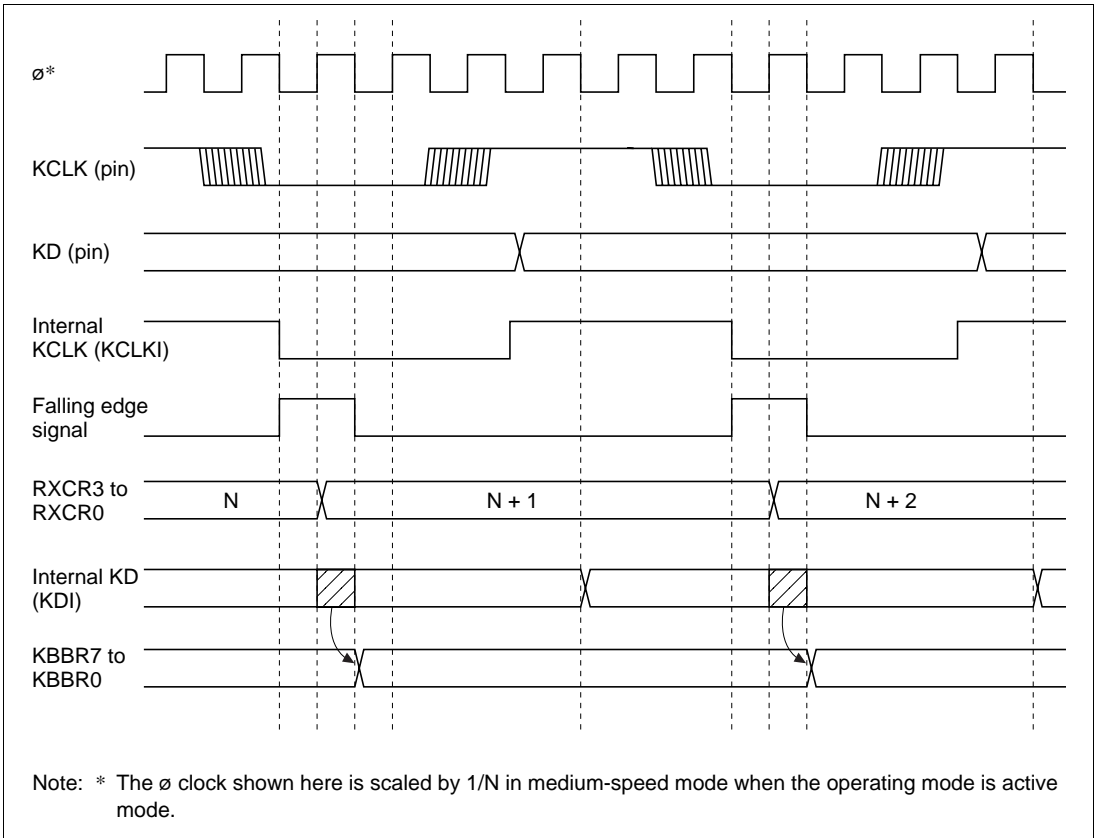 ø*
KCLK (pin)
KD (pin)
Internal
KCLK (KCLKI)
Falling edge
signal
RXCR3 to
RXCR0
N
N + 1
N + 2
Internal KD
(KDI)
KBBR7 to
KBBR0
Note: * The ø clock shown here is scaled by 1/N in medium-speed mode when the operating mode is active
mode.